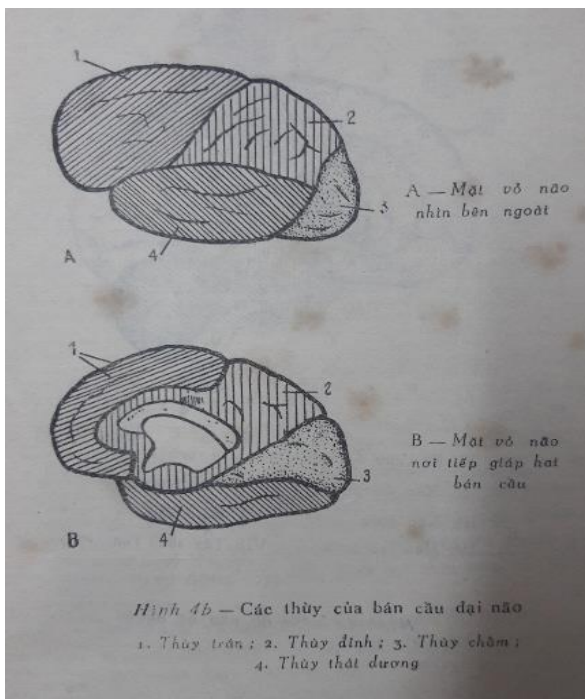 1
2
3
4
A
A — Mặt vỏ não
nhìn bên ngoài
1
2
3
4
B
B — Mặt vỏ não
nơi tiếp giáp hai
bán cầu
Hình 4b — Các thùy của bán cầu đại não
1. Thùy trán ; 2. Thùy đỉnh ; 3. Thùy chẩm ;
4. Thùy thái dương